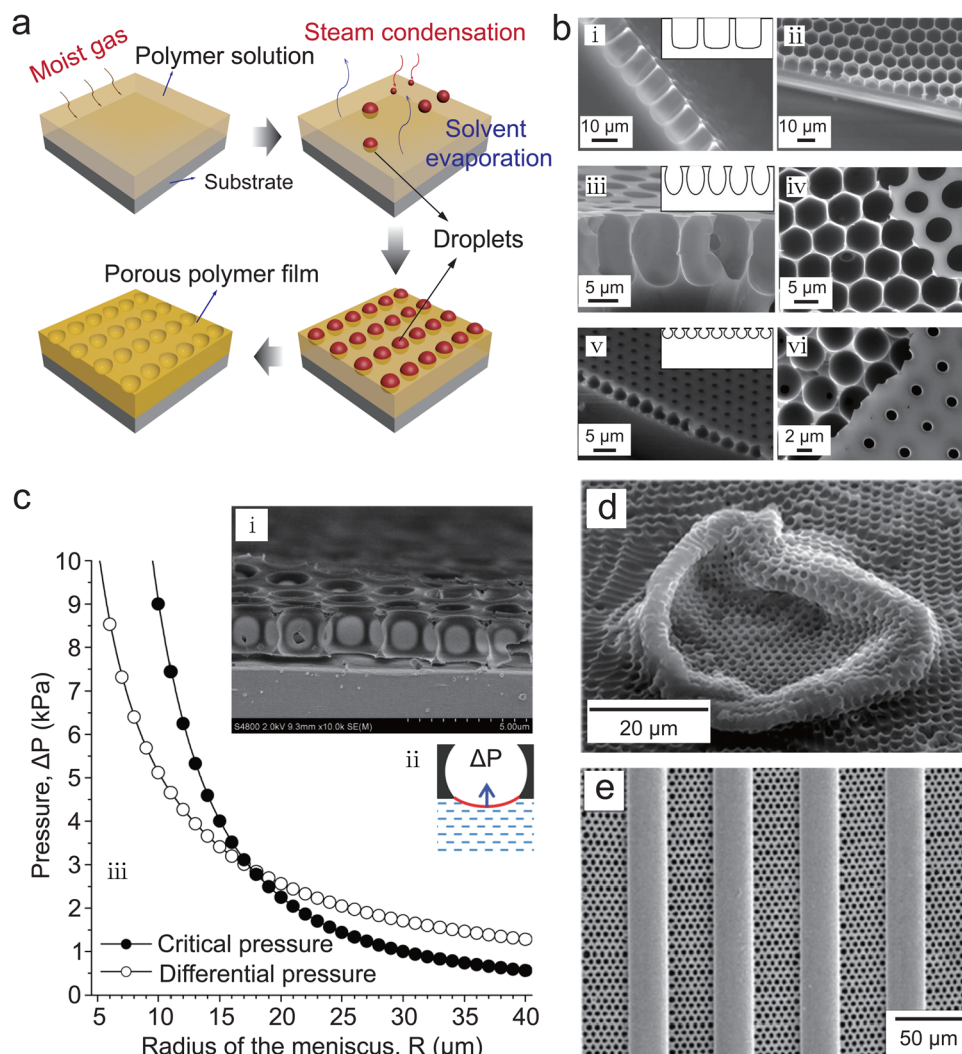 a
Moist gas
Polymer solution
Substrate
Steam condensation
Solvent
evaporation
Droplets
Porous polymer film
b
i
10 µm
ii
10 µm
iii
5 µm
iv
5 µm
v
5 µm
vi
2 µm
c
i
S4800 2.0kV 9.3mm x10.0k SE(M)
5.00um
ii
ΔP
iii
Pressure, ΔP (kPa)
10
9
8
7
6
5
4
3
2
1
0
Critical pressure
Differential pressure
5 10 15 20 25 30 35 40
Radius of the meniscus, R (µm)
d
20 µm
e
50 µm